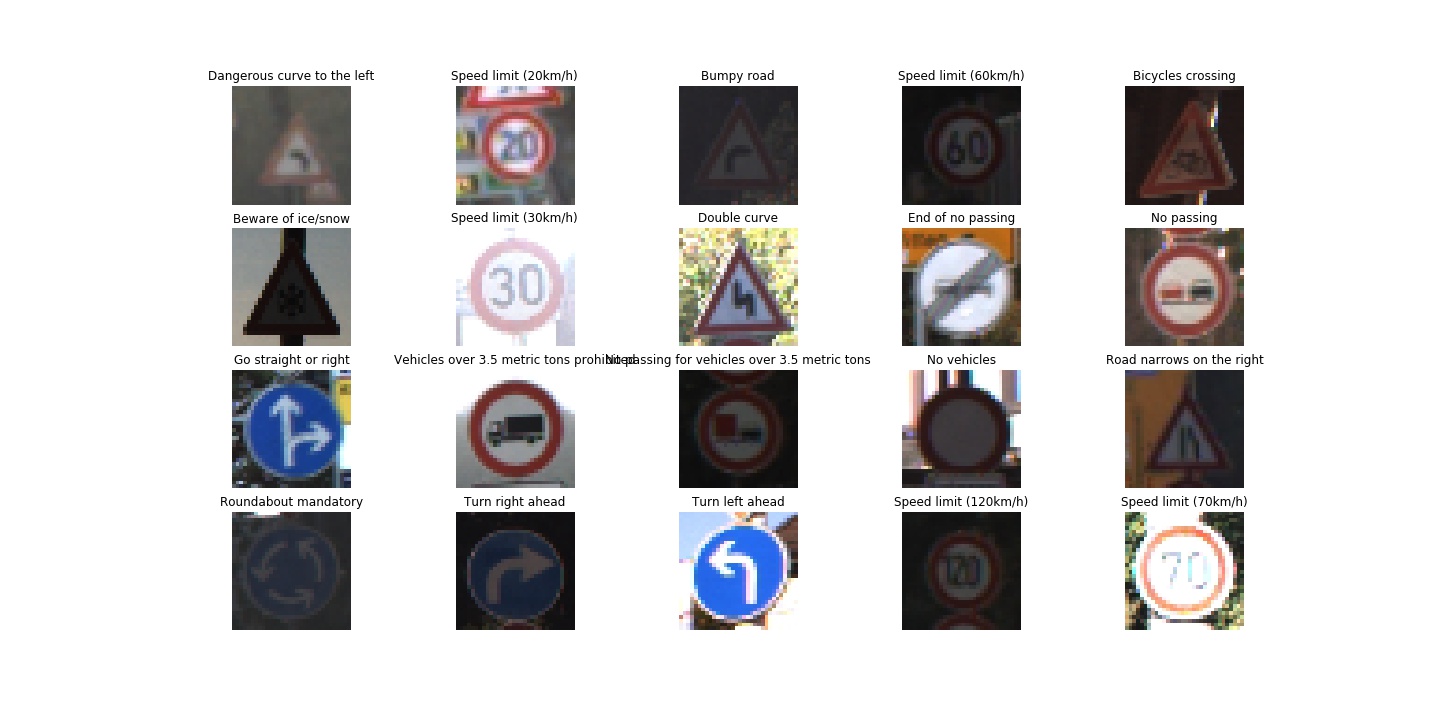 Dangerous curve to the left
Speed limit (20km/h)
Bumpy road
Speed limit (60km/h)
Bicycles crossing
20
60
Beware of ice/snow
Speed limit (30km/h)
Double curve
End of no passing
No passing
30
Go straight or right
Vehicles over 3.5 metric tons prohibited
No passing for vehicles over 3.5 metric tons
No vehicles
Road narrows on the right
Roundabout mandatory
Turn right ahead
Turn left ahead
Speed limit (120km/h)
Speed limit (70km/h)
120
70